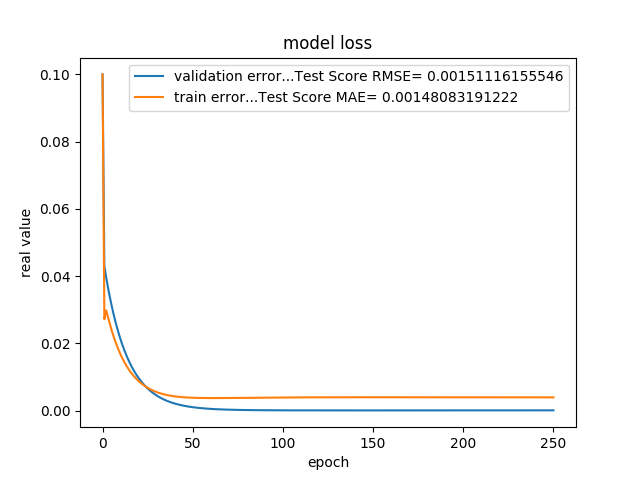 model loss
validation error...Test Score RMSE= 0.00151116155546
train error...Test Score MAE= 0.00148083191222
real value
0.10
0.08
0.06
0.04
0.02
0.00
0 50 100 150 200 250
epoch